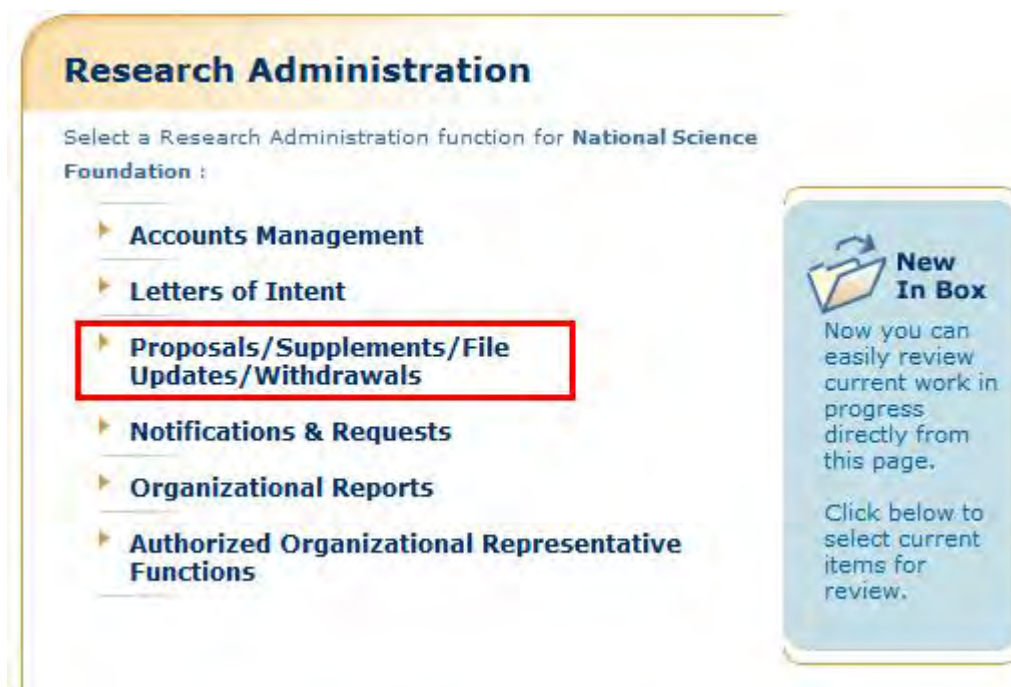 Research Administration
Select a Research Administration function for National Science
Foundation :
Accounts Management
Letters of Intent
Proposals/Supplements/File
Updates/Withdrawals
Notifications & Requests
Organizational Reports
Authorized Organizational Representative
Functions
New
In Box
Now you can
easily review
current work in
progress
directly from
this page.
Click below to
select current
items for
review.